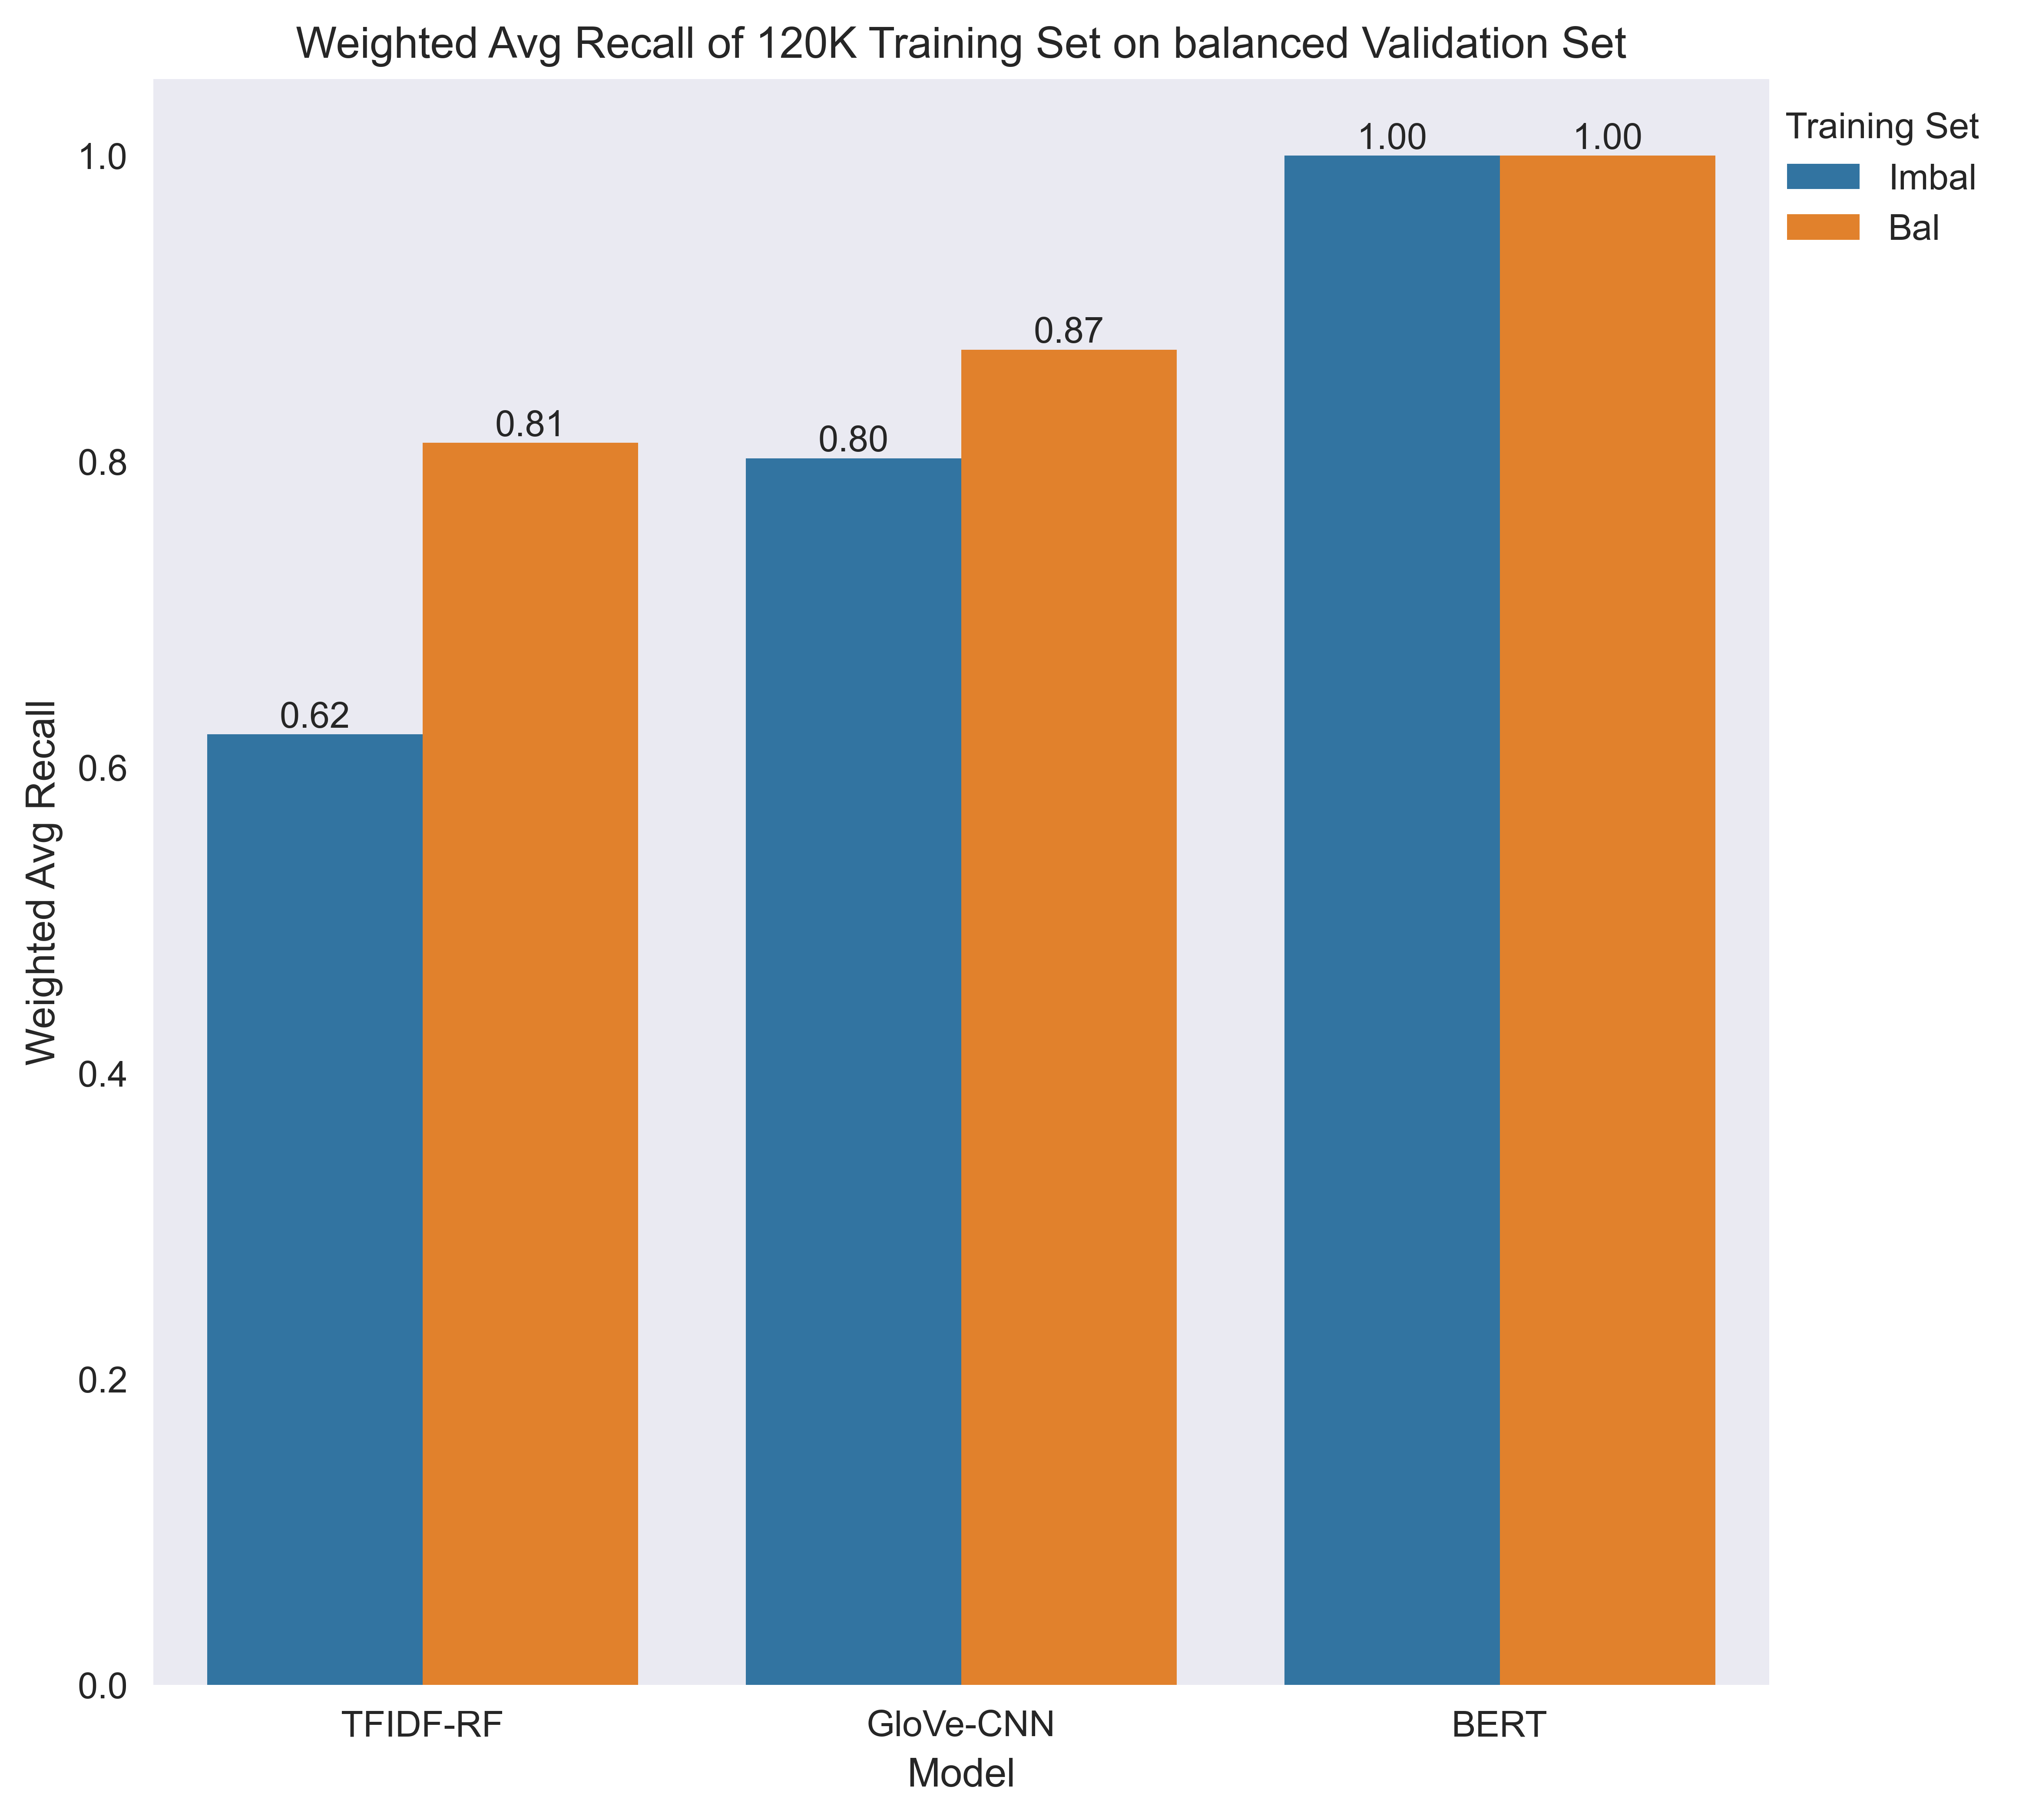 Weighted Avg Recall of 120K Training Set on balanced Validation Set
Training Set
Imbal
Bal
Weighted Avg Recall
1.0
0.8
0.6
0.4
0.2
0.0
0.62
0.81
0.80
0.87
1.00
1.00
TFIDF-RF
GloVe-CNN
BERT
Model